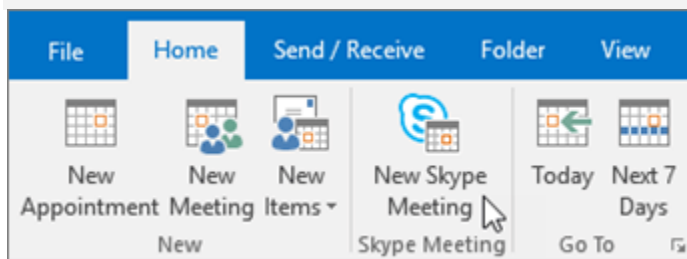 File Home Send / Receive Folder View
New New New New Skype Today Next 7
Appointment Meeting Items Meeting Days
New Skype Meeting Go To